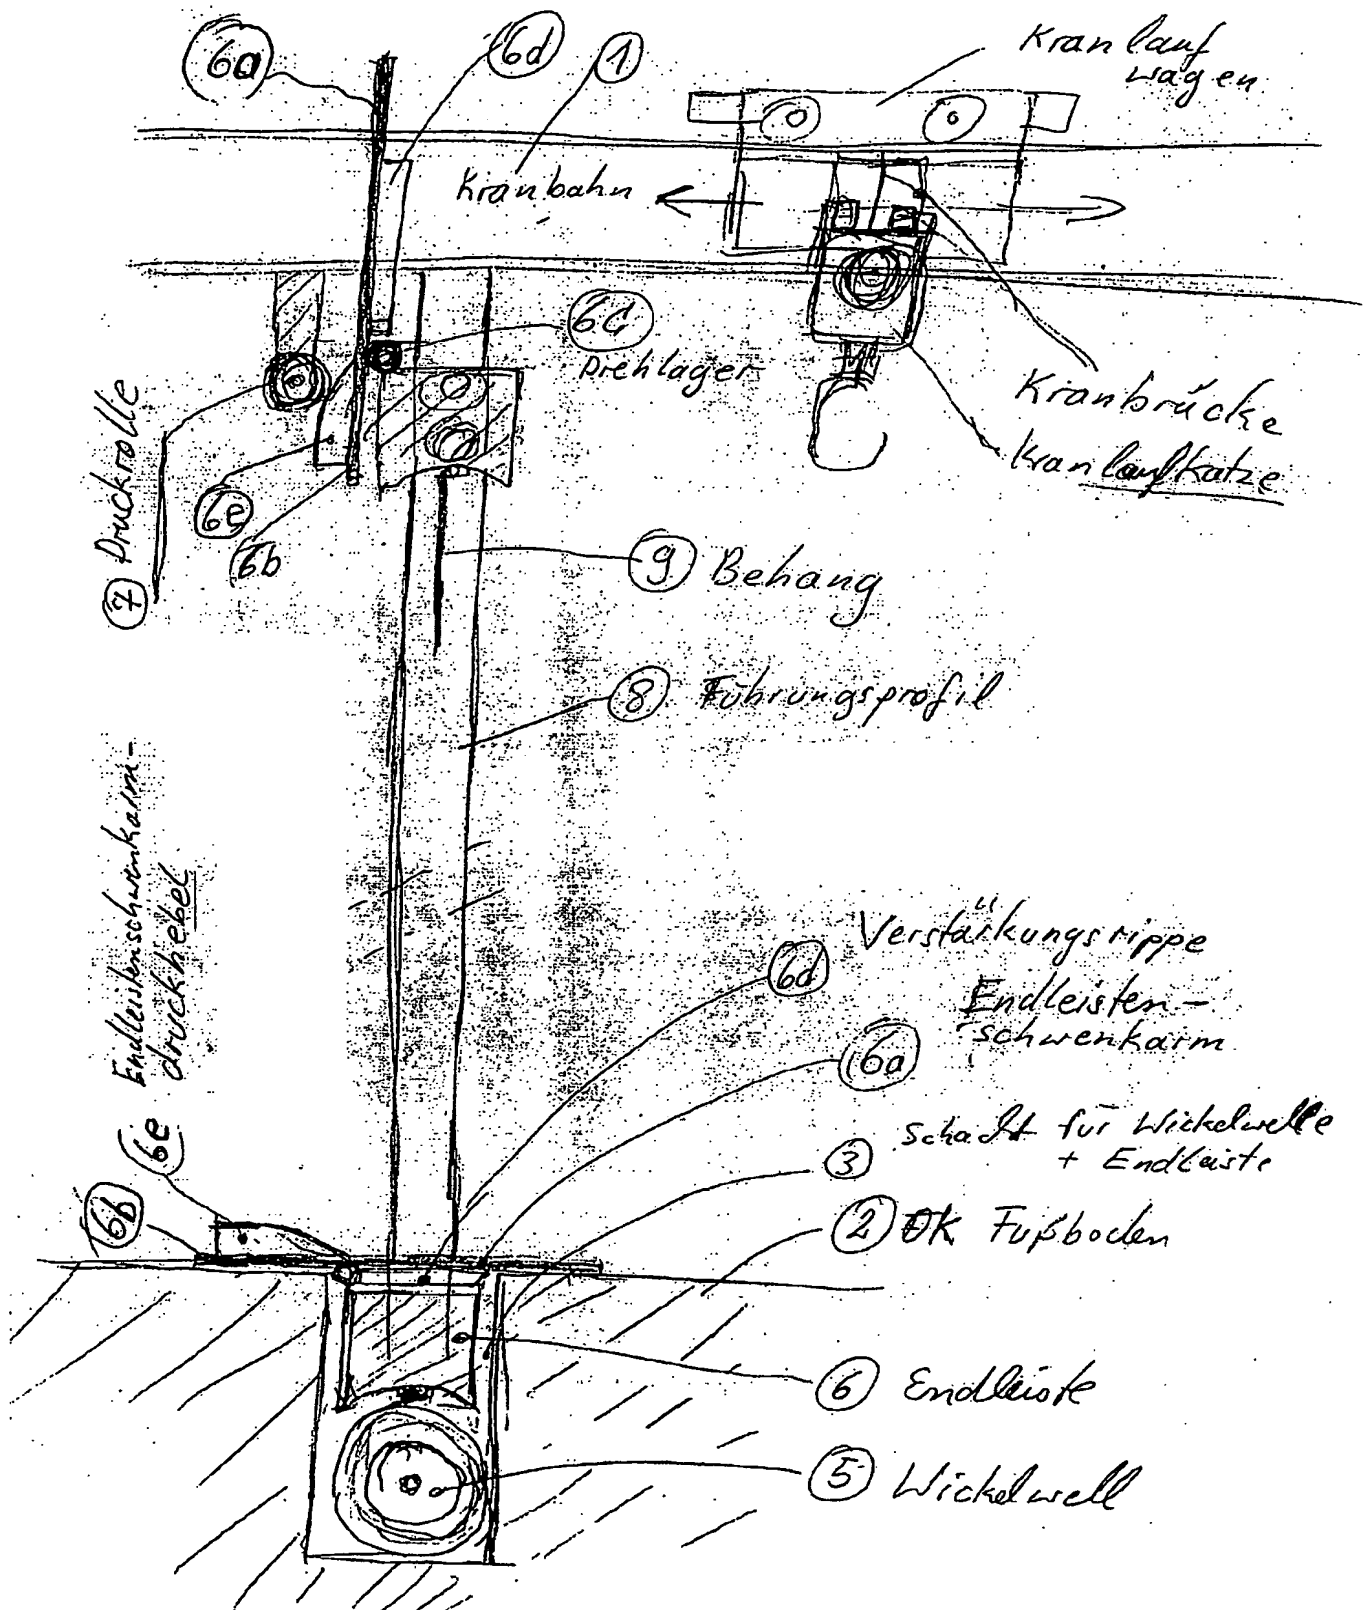 6a
6d
1
Kranlauf
wagen
Kranbahn
6c
Drehlager
Kranbrücke
Kranlaufkatze
7 Druckrolle
6e
6b
9 Behang
8 Führungsprofil
Endleistenschwenkarm-
druckhebel
6e
6b
6d
Verstärkungsrippe
Endleisten-
schwenkarm
6a
3
Schacht für Wickelwelle
+ Endleiste
2 OK Fußboden
6 Endleiste
5 Wickelwell